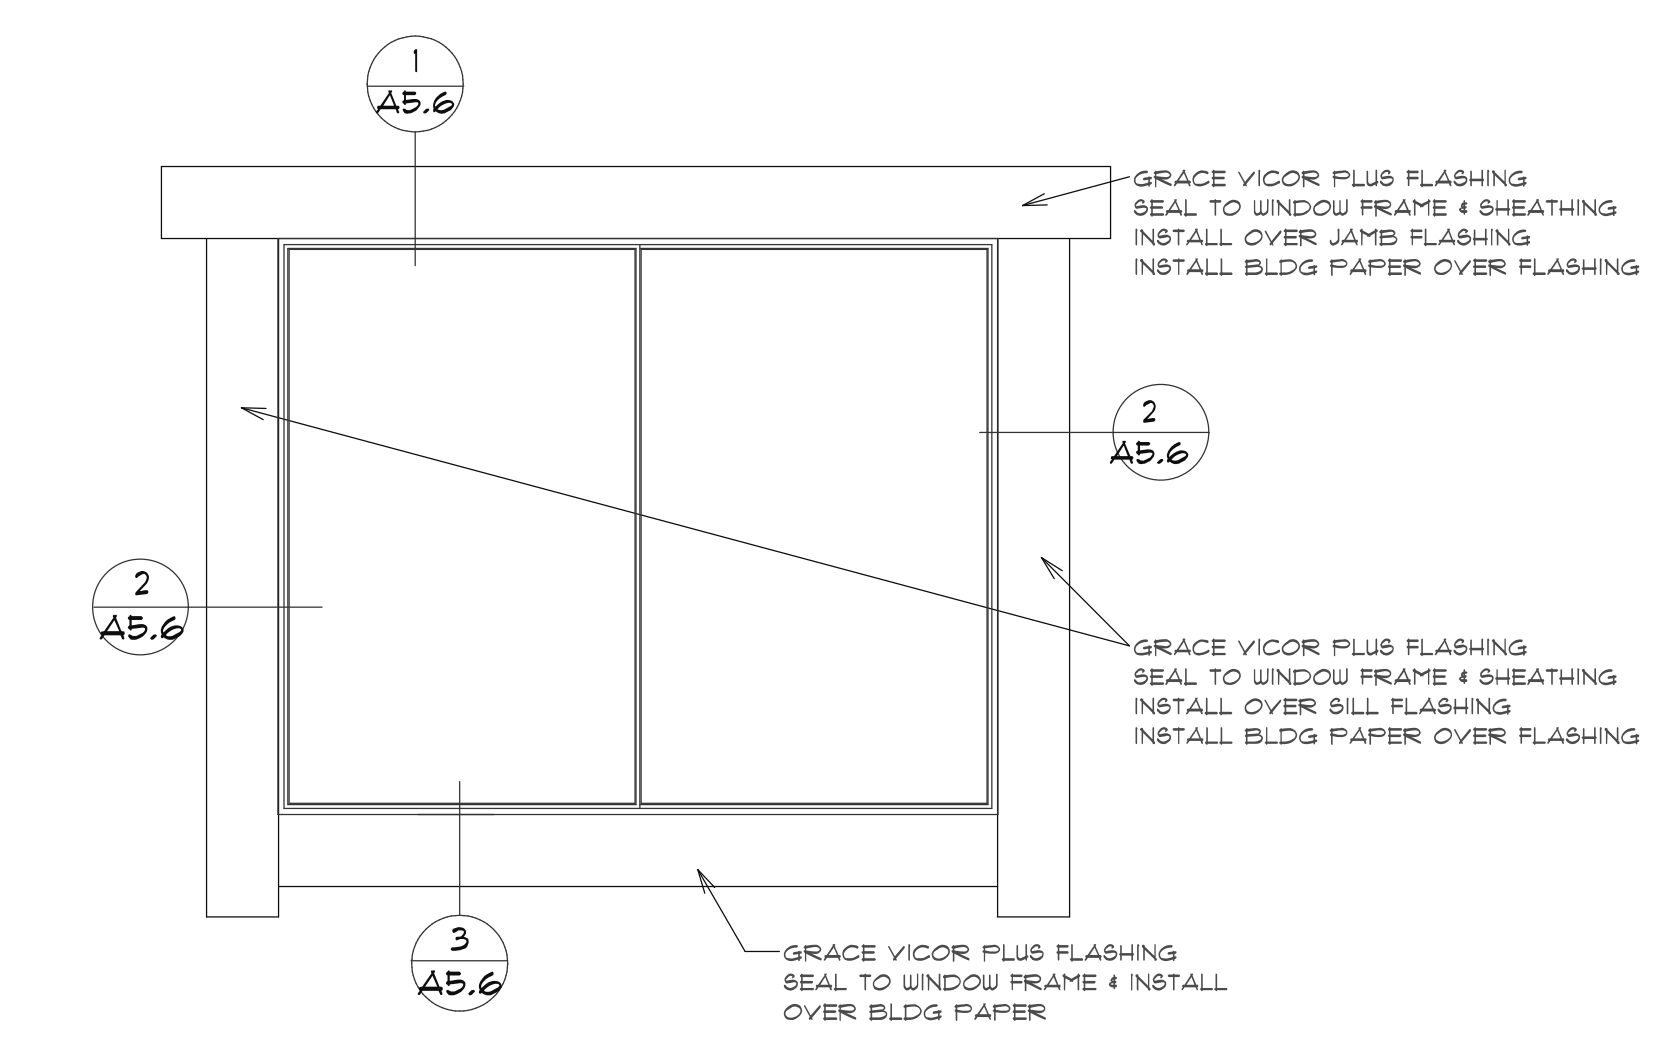 1
A5.6
GRACE VICOR PLUS FLASHING
SEAL TO WINDOW FRAME & SHEATHING
INSTALL OVER JAMB FLASHING
INSTALL BLDG PAPER OVER FLASHING
2
A5.6
2
A5.6
GRACE VICOR PLUS FLASHING
SEAL TO WINDOW FRAME & SHEATHING
INSTALL OVER SILL FLASHING
INSTALL BLDG PAPER OVER FLASHING
3
A5.6
GRACE VICOR PLUS FLASHING
SEAL TO WINDOW FRAME & INSTALL
OVER BLDG PAPER